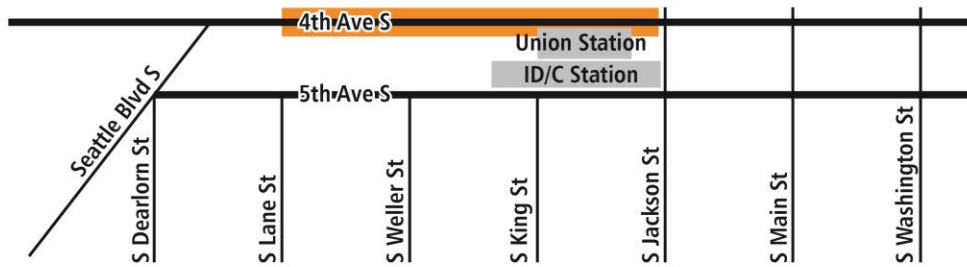 4th Ave S
Union Station
ID/C Station
5th Ave S
Seattle Blvd S
S Dearlorn St
S Lane St
S Weller St
S King St
S Jackson St
S Main St
S Washington St